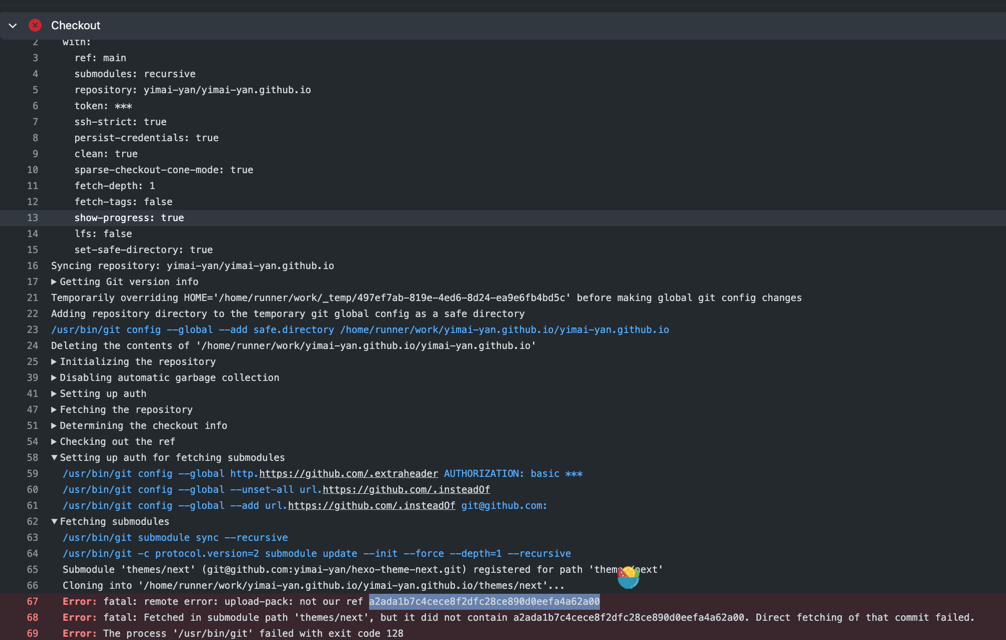 Checkout
2 with:
3 ref: main
4 submodules: recursive
5 repository: yimai-yan/yimai-yan.github.io
6 token: ***
7 ssh-strict: true
8 persist-credentials: true
9 clean: true
10 sparse-checkout-cone-mode: true
11 fetch-depth: 1
12 fetch-tags: false
13 show-progress: true
14 lfs: false
15 set-safe-directory: true
16 Syncing repository: yimai-yan/yimai-yan.github.io
17 ▶ Getting Git version info
21 Temporarily overriding HOME='/home/runner/work/_temp/497ef7ab-819e-4ed6-8d24-ea9e6fb4bd5c' before making global git config changes
22 Adding repository directory to the temporary git global config as a safe directory
23 /usr/bin/git config --global --add safe.directory /home/runner/work/yimai-yan.github.io/yimai-yan.github.io
24 Deleting the contents of '/home/runner/work/yimai-yan.github.io/yimai-yan.github.io'
25 ▶ Initializing the repository
39 ▶ Disabling automatic garbage collection
41 ▶ Setting up auth
47 ▶ Fetching the repository
51 ▶ Determining the checkout info
54 ▶ Checking out the ref
58 ▼ Setting up auth for fetching submodules
59 /usr/bin/git config --global http.https://github.com/.extraheader AUTHORIZATION: basic ***
60 /usr/bin/git config --global --unset-all url.https://github.com/.insteadOf
61 /usr/bin/git config --global --add url.https://github.com/.insteadOf git@github.com:
62 ▼ Fetching submodules
63 /usr/bin/git submodule sync --recursive
64 /usr/bin/git -c protocol.version=2 submodule update --init --force --depth=1 --recursive
65 Submodule 'themes/next' (git@github.com:yimai-yan/hexo-theme-next.git) registered for path 'themes/next'
66 Cloning into '/home/runner/work/yimai-yan.github.io/yimai-yan.github.io/themes/next'...
67 Error: fatal: remote error: upload-pack: not our ref a2ada1b7c4cece8f2dfc28ce890d0eefa4a62a00
68 Error: fatal: Fetched in submodule path 'themes/next', but it did not contain a2ada1b7c4cece8f2dfc28ce890d0eefa4a62a00. Direct fetching of that commit failed.
69 Error: The process '/usr/bin/git' failed with exit code 128